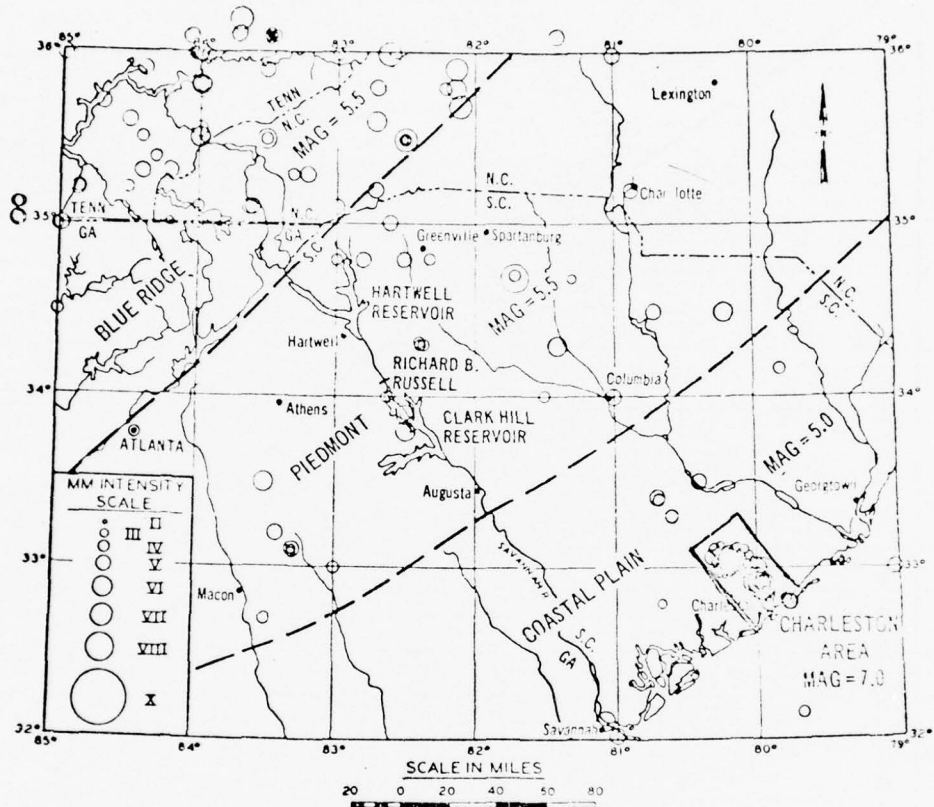 85° 83° 82° 81° 80° 79°
36° 36°
TENN
N.C.
MAG = 5.5
Lexington
N.C.
S.C.
Charlotte
35° 35°
TENN
GA
N.C.
GA
S.C.
Greenville
Spartanburg
MAG = 5.5
BLUE RIDGE
HARTWELL
RESERVOIR
N.C.
S.C.
Hartwell
RICHARD B.
RUSSELL
Columbia
34° 34°
Athens
CLARK HILL
RESERVOIR
ATLANTA
PIEDMONT
MAG = 5.0
Augusta
Georgetown
MM INTENSITY
SCALE
II
III
IV
V
VI
VII
VIII
X
33° 33°
Macon
SAVANNAH R
COASTAL PLAIN
S.C.
GA
CHARLESTON
AREA
MAG = 7.0
Savannah
32° 32°
85° 84° 83° 82° 81° 80° 79°
SCALE IN MILES
20 0 20 40 60 80